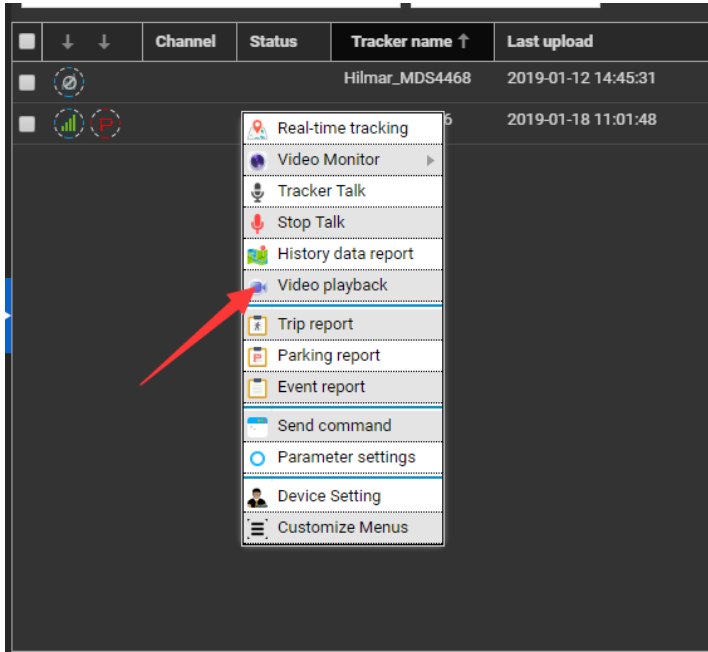 Channel Status Tracker name ↑ Last upload
Hilmar_MDS4468 2019-01-12 14:45:31
6 2019-01-18 11:01:48
Real-time tracking
Video Monitor
Tracker Talk
Stop Talk
History data report
Video playback
Trip report
Parking report
Event report
Send command
Parameter settings
Device Setting
Customize Menus